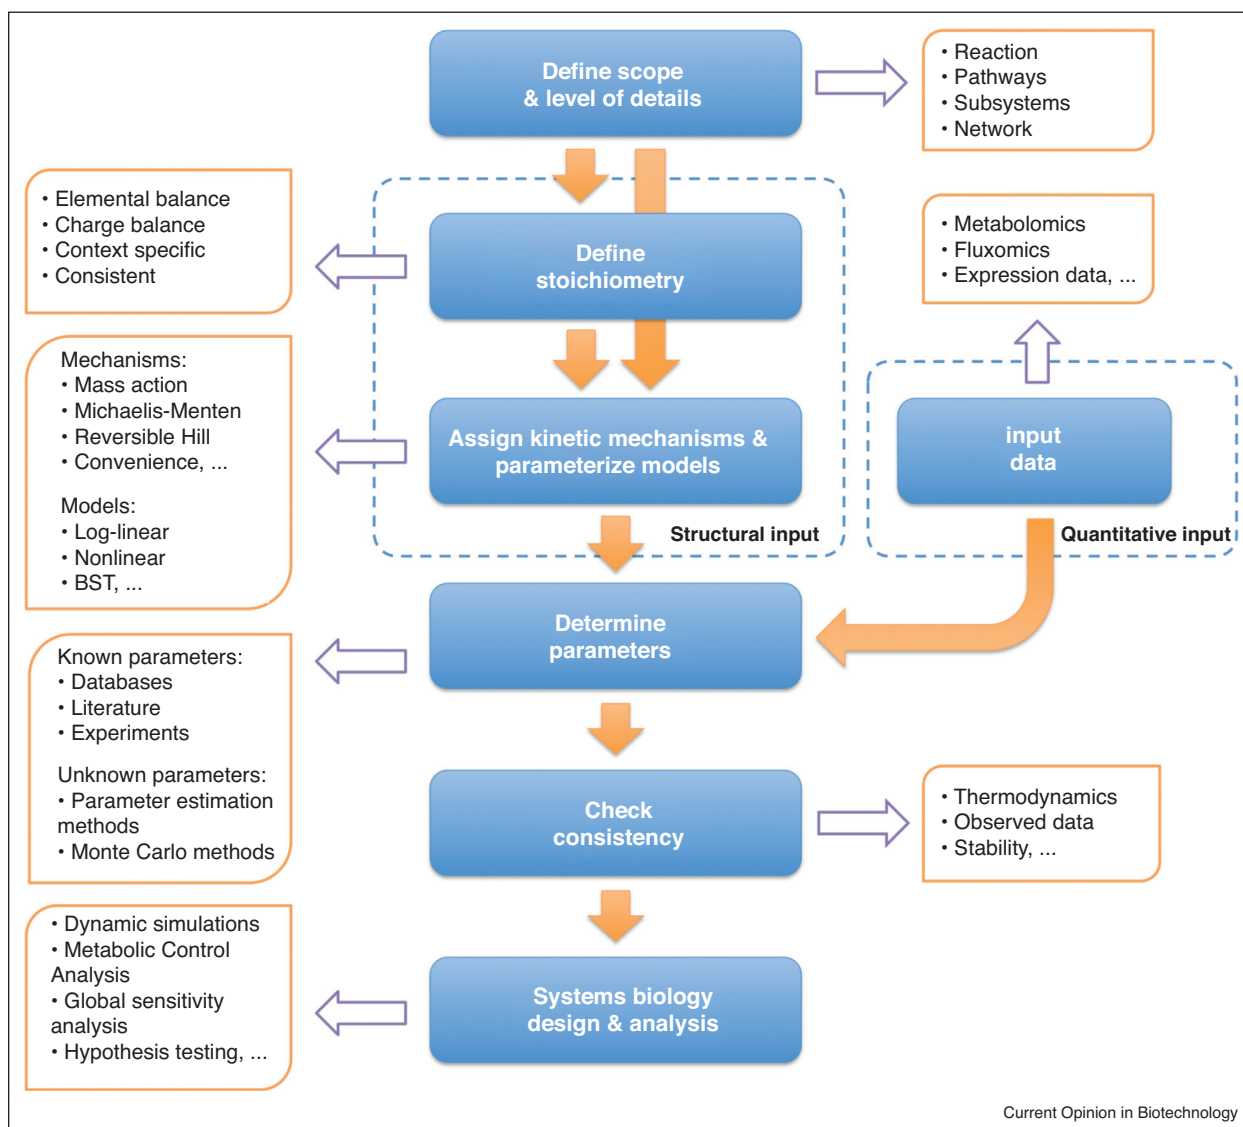 Define scope
& level of details
• Reaction
• Pathways
• Subsystems
• Network
• Elemental balance
• Charge balance
• Context specific
• Consistent
Define
stoichiometry
• Metabolomics
• Fluxomics
• Expression data, ...
Mechanisms:
• Mass action
• Michaelis-Menten
• Reversible Hill
• Convenience, ...
Models:
• Log-linear
• Nonlinear
• BST, ...
Assign kinetic mechanisms &
parameterize models
input
data
Structural input
Quantitative input
Determine
parameters
Known parameters:
• Databases
• Literature
• Experiments
Unknown parameters:
• Parameter estimation
methods
• Monte Carlo methods
Check
consistency
• Thermodynamics
• Observed data
• Stability, ...
• Dynamic simulations
• Metabolic Control
Analysis
• Global sensitivity
analysis
• Hypothesis testing, ...
Systems biology
design & analysis
Current Opinion in Biotechnology